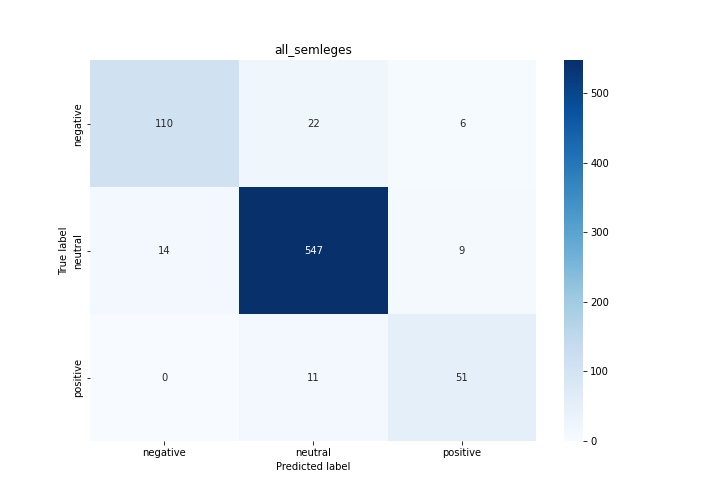 all_semleges
negative
110 22 6
True label
neutral
14 547 9
positive
0 11 51
negative neutral positive
Predicted label
500
400
300
200
100
0